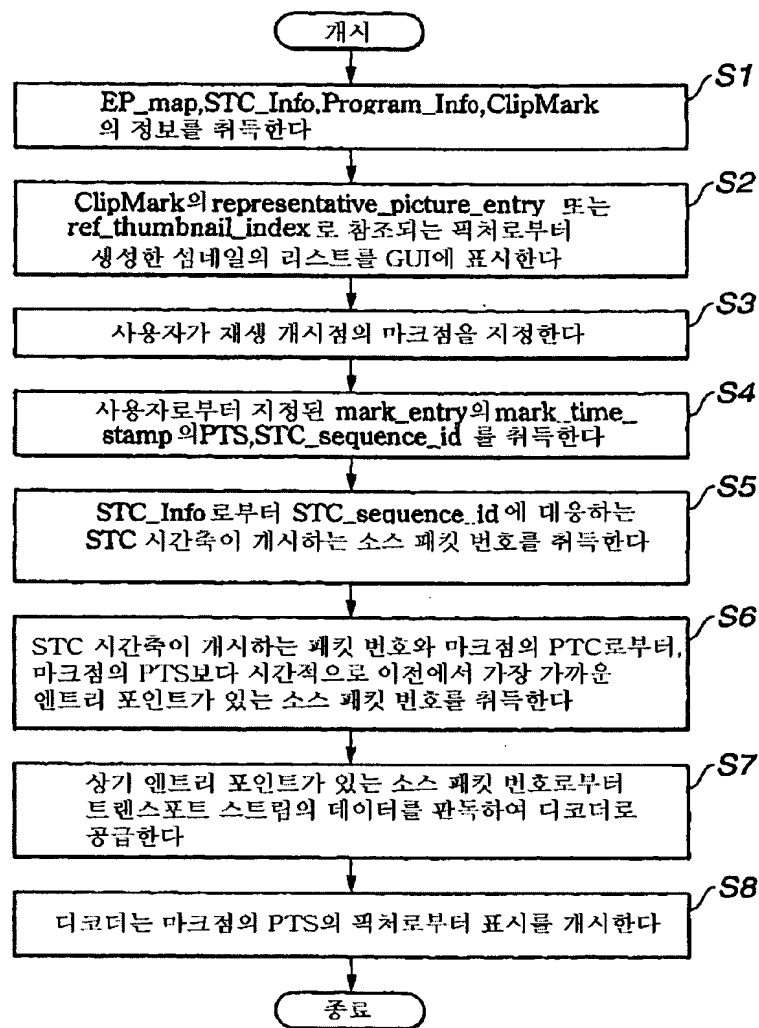 개시
S1
EP_map,STC_Info,Program_Info,ClipMark
의 정보를 취득한다
S2
ClipMark의 representative_picture_entry 또는
ref_thumbnail_index로 참조되는 픽처로부터
생성한 섬네일의 리스트를 GUI에 표시한다
S3
사용자가 재생 개시점의 마크점을 지정한다
S4
사용자로부터 지정된 mark_entry의 mark_time_
stamp의PTS,STC_sequence_id 를 취득한다
S5
STC_Info로부터 STC_sequence_id에 대응하는
STC 시간축이 개시하는 소스 패킷 번호를 취득한다
S6
STC 시간축이 개시하는 패킷 번호와 마크점의 PTC로부터,
마크점의 PTS보다 시간적으로 이전에서 가장 가까운
엔트리 포인트가 있는 소스 패킷 번호를 취득한다
S7
상기 엔트리 포인트가 있는 소스 패킷 번호로부터
트랜스포트 스트림의 데이터를 판독하여 디코더로
공급한다
S8
디코더는 마크점의 PTS의 픽처로부터 표시를 개시한다
종료